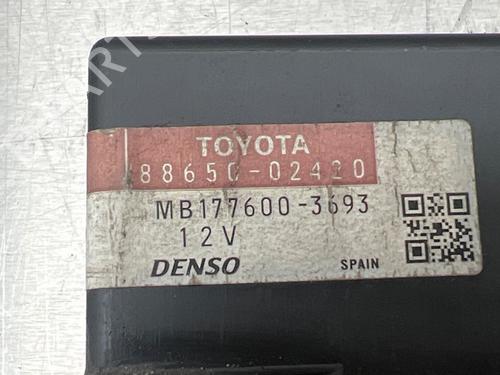 TOYOTA
88650-02420
MB177600-3693
12V
DENSO SPAIN